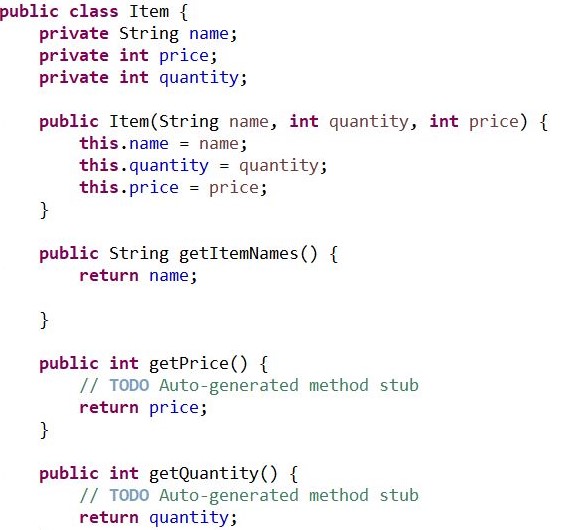 public class Item {
    private String name;
    private int price;
    private int quantity;

    public Item(String name, int quantity, int price) {
        this.name = name;
        this.quantity = quantity;
        this.price = price;
    }

    public String getItemNames() {
        return name;

    }

    public int getPrice() {
        // TODO Auto-generated method stub
        return price;
    }

    public int getQuantity() {
        // TODO Auto-generated method stub
        return quantity;